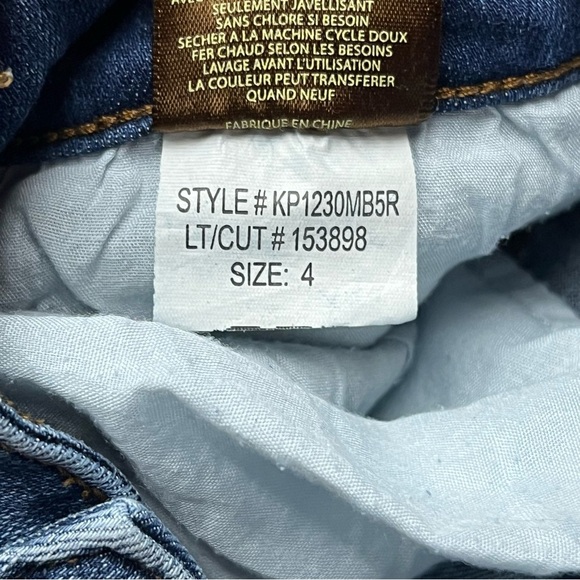 SEULEMENT JAVELLISANT
SANS CHLORE SI BESOIN
SECHER A LA MACHINE CYCLE DOUX
FER CHAUD SELON LES BESOINS
LAVAGE AVANT L'UTILISATION
LA COULEUR PEUT TRANSFERER
QUAND NEUF
FABRIQUE EN CHINE
STYLE # KP1230MB5R
LT/CUT # 153898
SIZE: 4